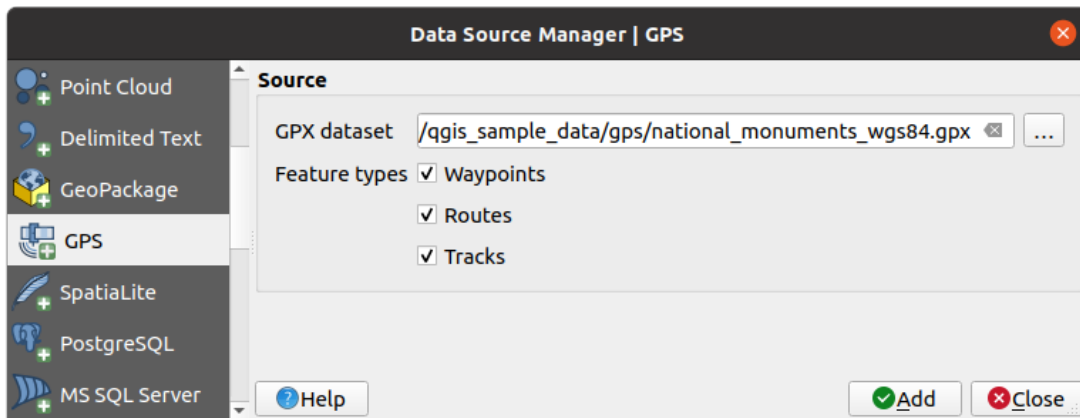 Data Source Manager | GPS
Point Cloud
Delimited Text
GeoPackage
GPS
SpatiaLite
PostgreSQL
MS SQL Server
Source
GPX dataset /qgis_sample_data/gps/national_monuments_wgs84.gpx ...
Feature types Waypoints
Routes
Tracks
Help Add Close